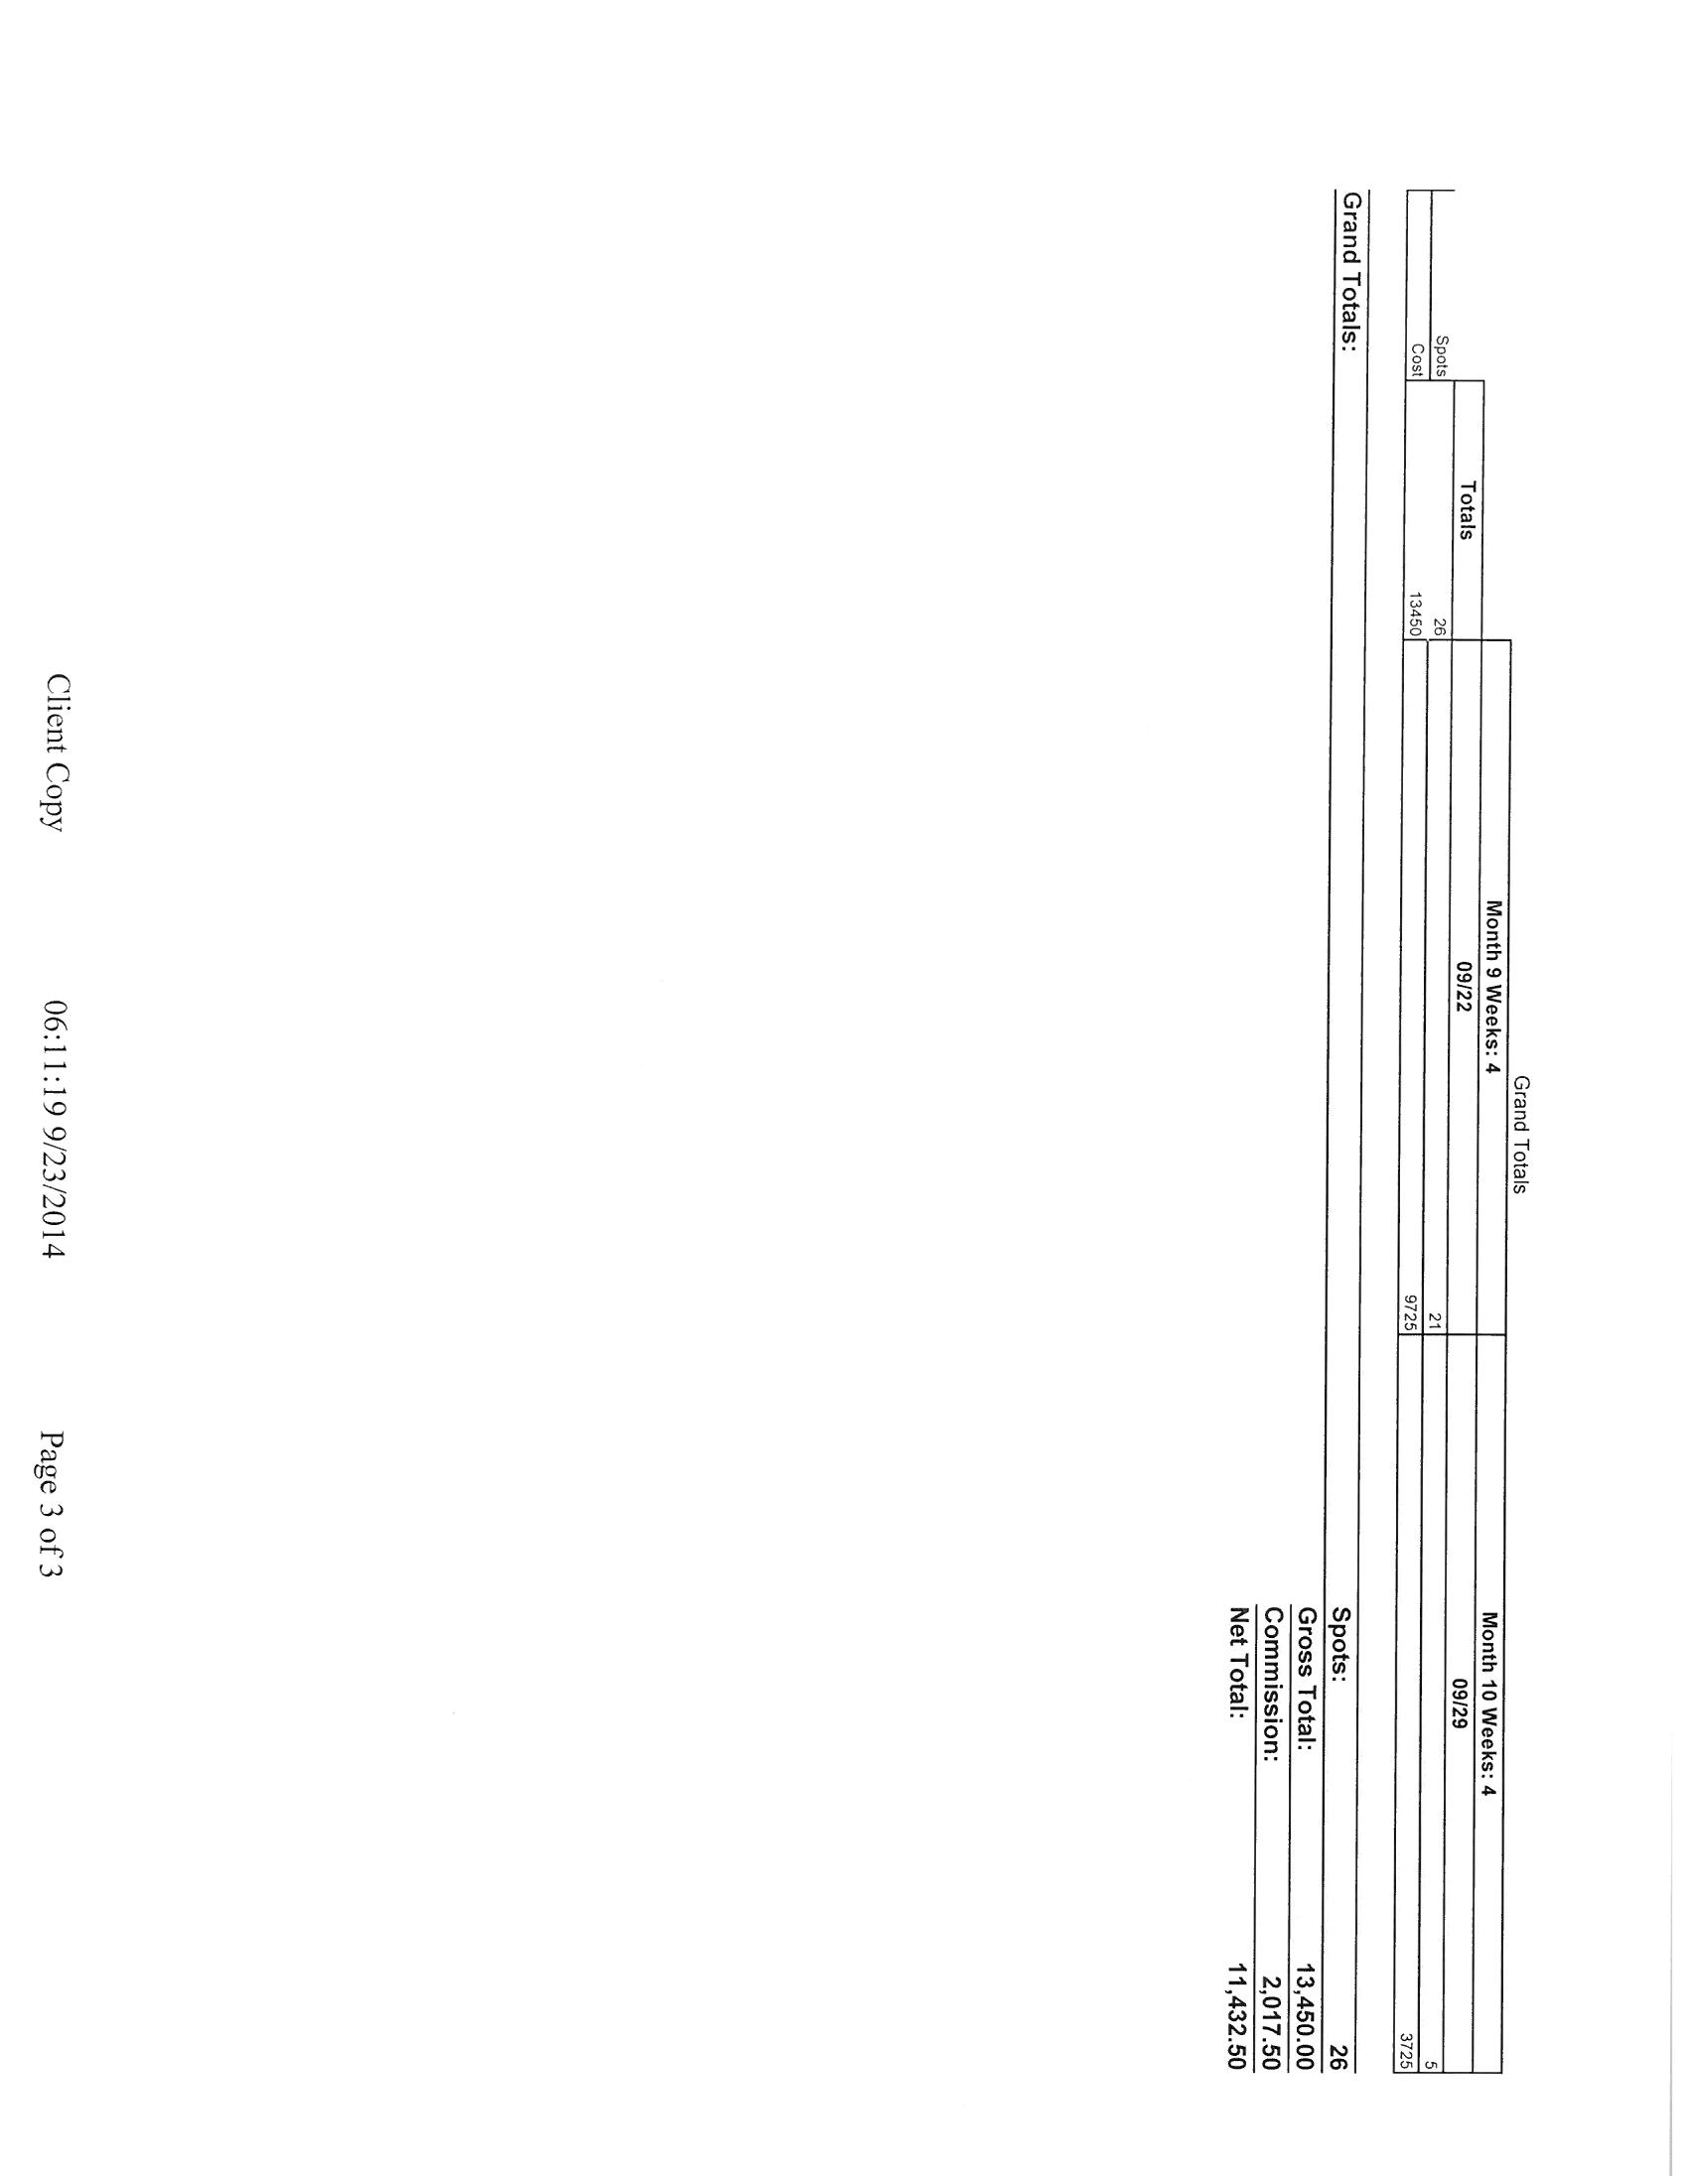 Grand Totals
Month 9 Weeks: 4 Month 10 Weeks: 4
Totals 09/22 09/29
Spots 26 21 5
Cost 13450 9725 3725
Grand Totals: Spots: 26
Gross Total: 13,450.00
Commission: 2,017.50
Net Total: 11,432.50
Client Copy 06:11:19 9/23/2014 Page 3 of 3